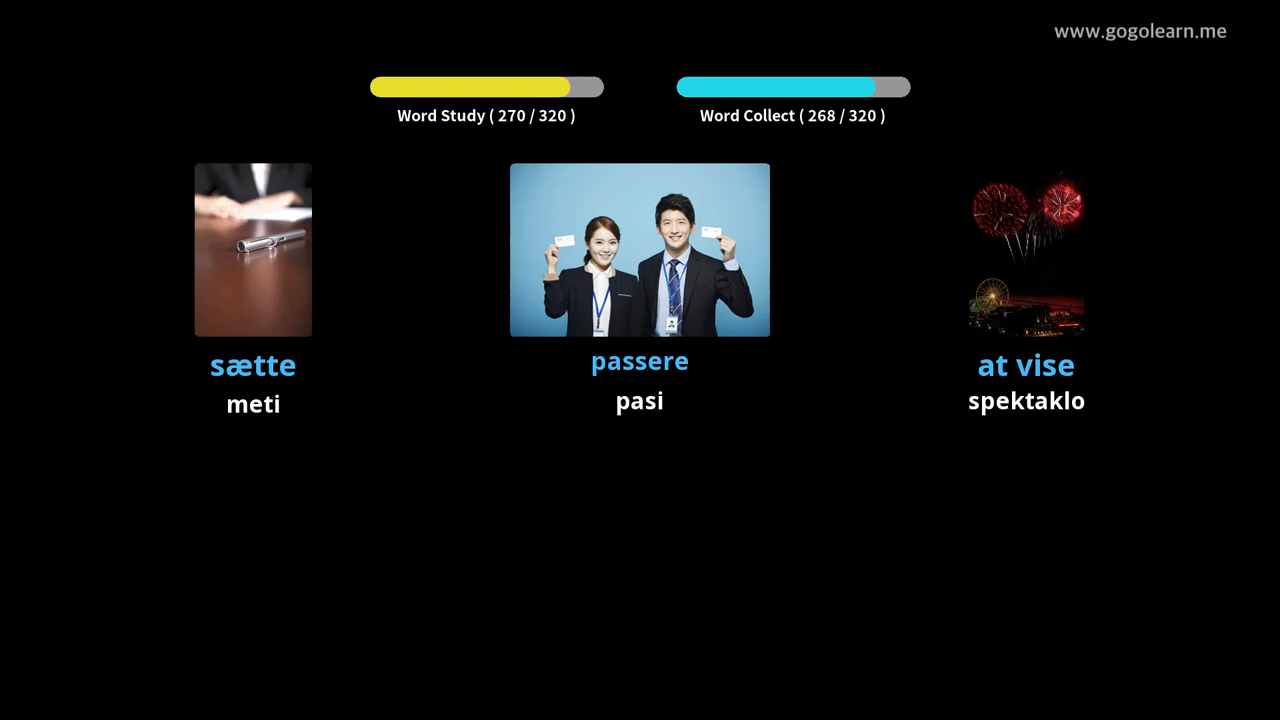 www.gogolearn.me
Word Study ( 270 / 320 )
Word Collect ( 268 / 320 )
sætte
meti
passere
pasi
at vise
spektaklo